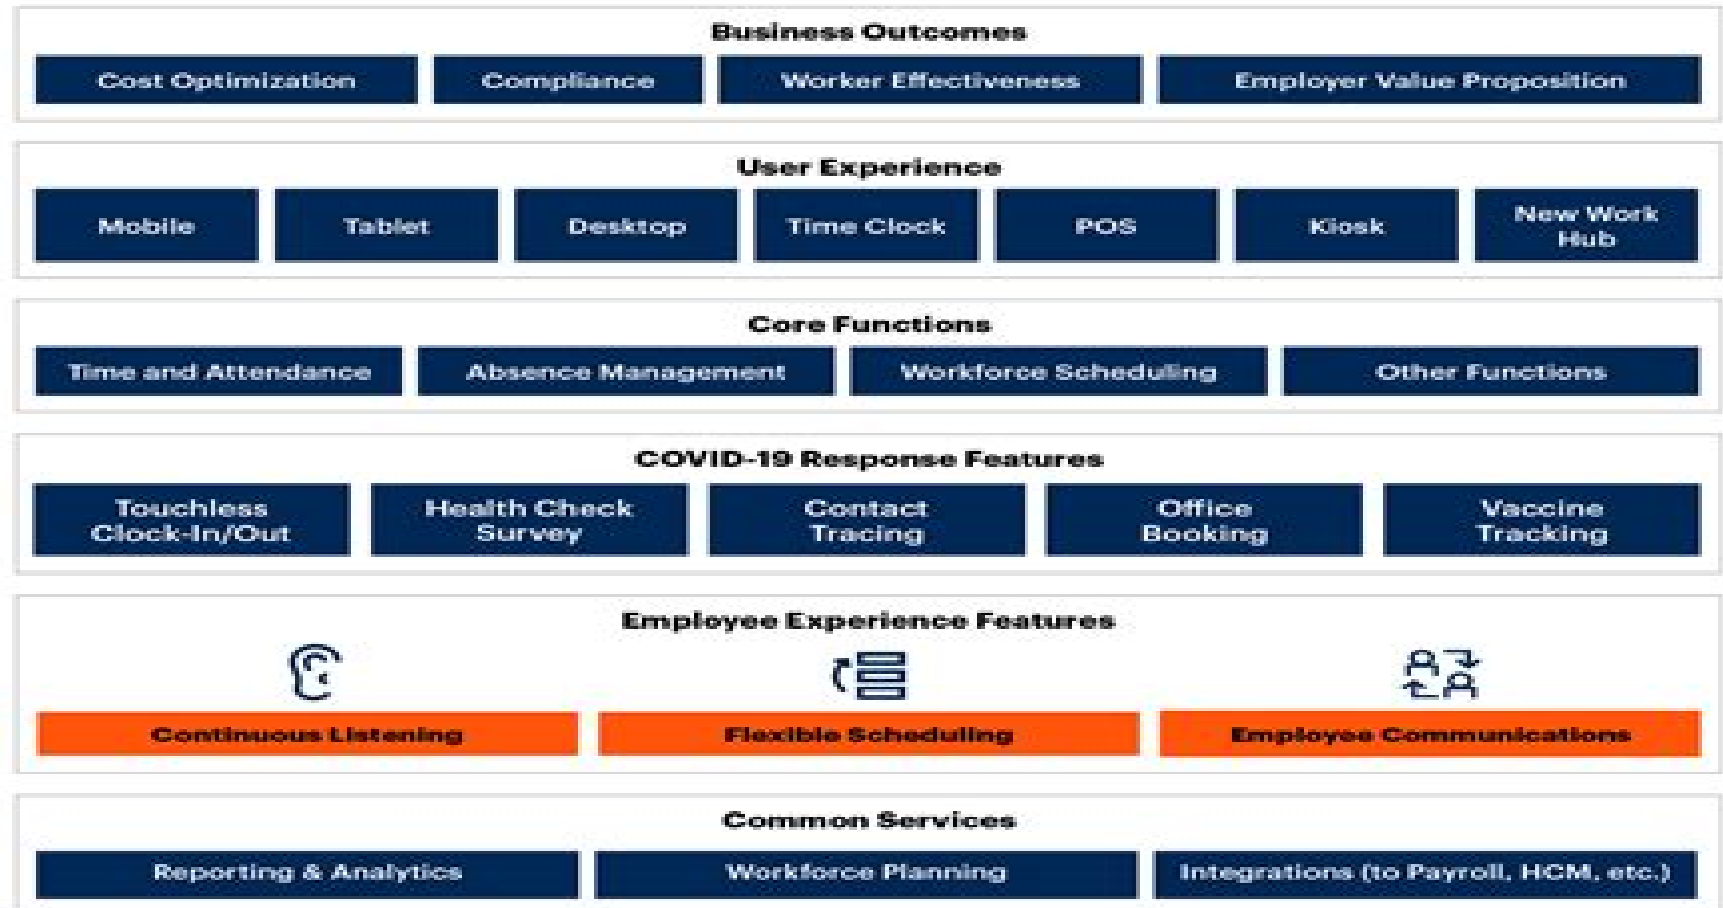 Business Outcomes
Cost Optimization
Compliance
Worker Effectiveness
Employer Value Proposition
User Experience
Mobile
Tablet
Desktop
Time Clock
POS
Kiosk
New Work
Hub
Core Functions
Time and Attendance
Absence Management
Workforce Scheduling
Other Functions
COVID-19 Response Features
Touchless
Clock-In/Out
Health Check
Survey
Contact
Tracing
Office
Booking
Vaccine
Tracking
Employee Experience Features
Continuous Listening
Flexible Scheduling
Employee Communications
Common Services
Reporting & Analytics
Workforce Planning
Integrations (to Payroll, HCM, etc.)